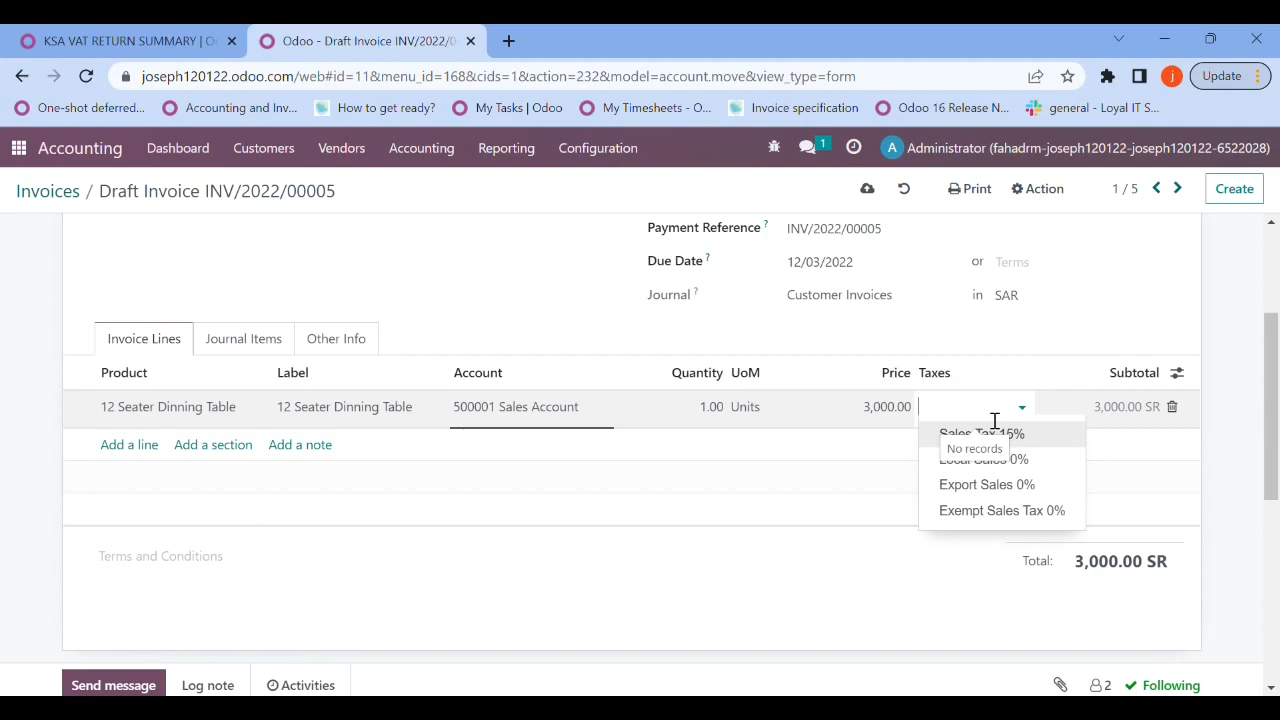 KSA VAT RETURN SUMMARY | O
Odoo - Draft Invoice INV/2022/0
joseph120122.odoo.com/web#id=11&menu_id=168&cids=1&action=232&model=account.move&view_type=form
j
Update
One-shot deferred...
Accounting and Inv...
How to get ready?
My Tasks | Odoo
My Timesheets - O...
Invoice specification
Odoo 16 Release N...
general - Loyal IT S...
Accounting
Dashboard
Customers
Vendors
Accounting
Reporting
Configuration
1
A
Administrator (fahadrm-joseph120122-joseph120122-6522028)
Invoices / Draft Invoice INV/2022/00005
Print
Action
1 / 5
Create
Payment Reference ? INV/2022/00005
Due Date ? 12/03/2022 or Terms
Journal ? Customer Invoices in SAR
Invoice Lines Journal Items Other Info
Product Label Account Quantity UoM Price Taxes Subtotal
12 Seater Dinning Table 12 Seater Dinning Table 500001 Sales Account 1.00 Units 3,000.00 3,000.00 SR
Sales Tax 15%
Add a line Add a section Add a note
No records
Local Sales 0%
Export Sales 0%
Exempt Sales Tax 0%
Terms and Conditions
Total: 3,000.00 SR
Send message Log note Activities 2 Following